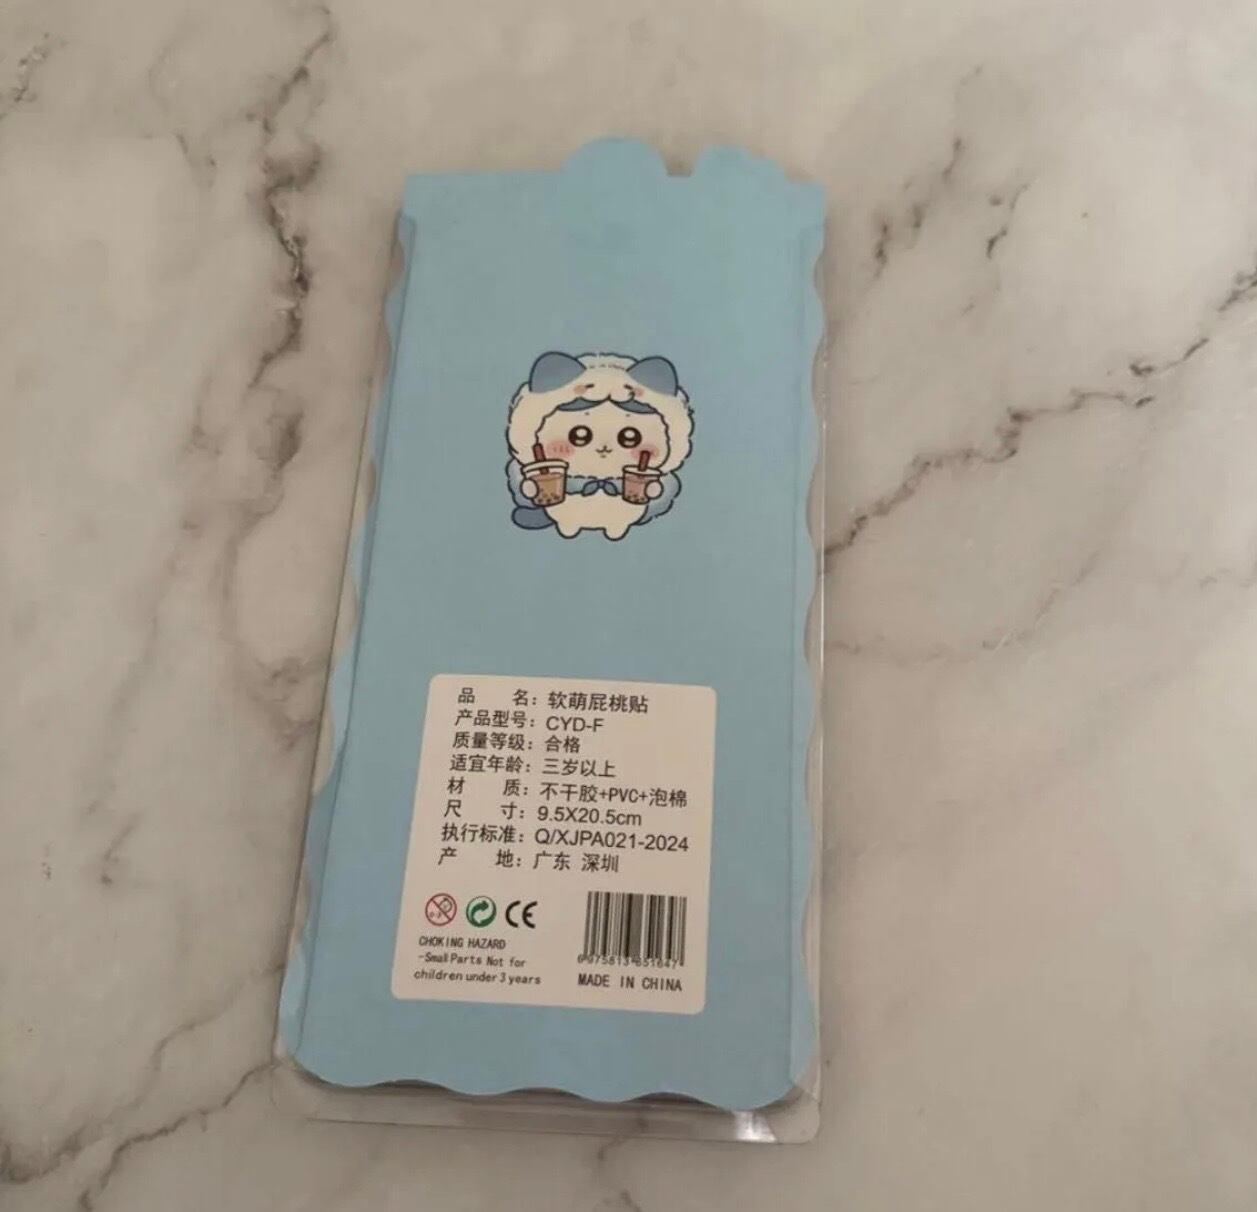 品 名：软萌屁桃贴
产品型号：CYD-F
质量等级：合格
适宜年龄：三岁以上
材 质：不干胶+PVC+泡棉
尺 寸：9.5X20.5cm
执行标准：Q/XJPA021-2024
产 地：广东 深圳
0-3
CE
CHOKING HAZARD
-Small Parts Not for
children under 3 years
MADE IN CHINA